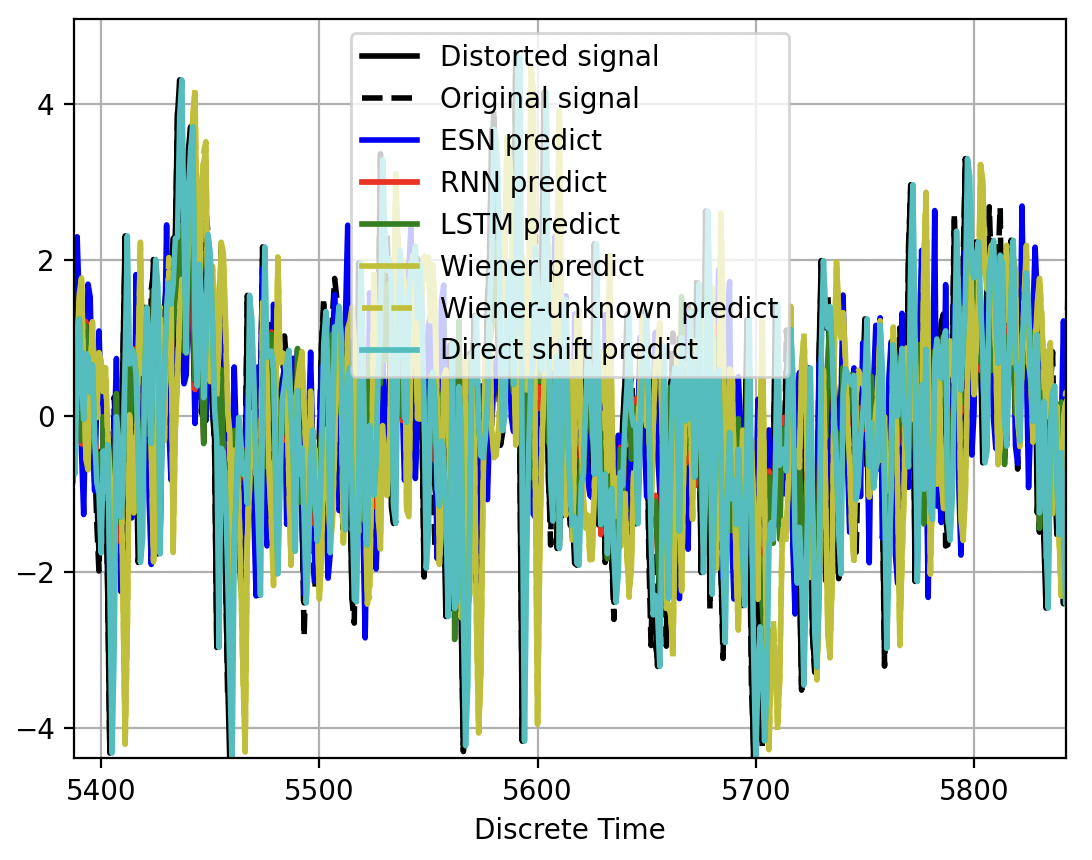 Distorted signal
Original signal
ESN predict
RNN predict
LSTM predict
Wiener predict
Wiener-unknown predict
Direct shift predict
4
2
0
−2
−4
5400 5500 5600 5700 5800
Discrete Time